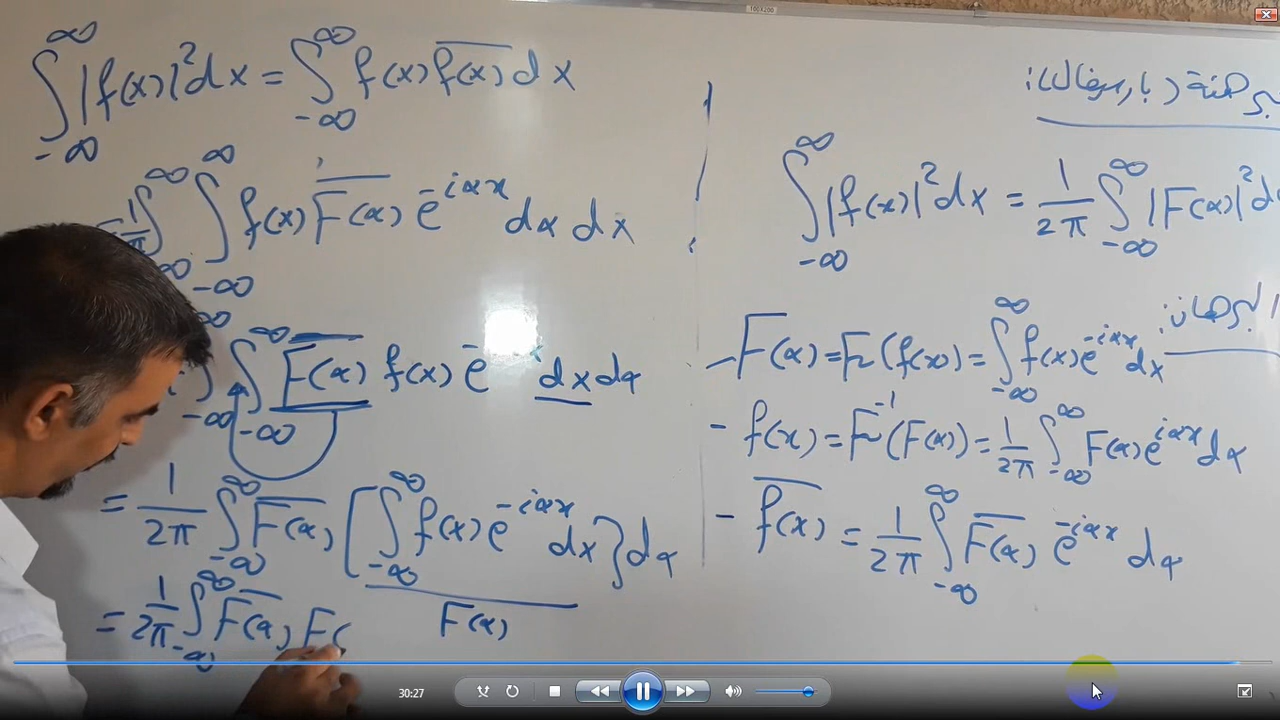 ∫_{-∞}^{∞} |f(x)|² dx = ∫_{-∞}^{∞} f(x) \overline{f(x)} dx
∫_{-∞}^{∞} ∫_{-∞}^{∞} f(x) \overline{F(α)} e^{-iαx} dα dx
∫_{-∞}^{∞} \overline{F(α)} f(x) e^{-} dx dα
= 1/2π ∫_{-∞}^{∞} \overline{F(α)} [∫_{-∞}^{∞} f(x) e^{-iαx} dx} dα
F(α)
= 1/2π ∫_{-∞}^{∞} \overline{F(α)} F(
∫_{-∞}^{∞} |f(x)|² dx = 1/2π ∫_{-∞}^{∞} |F(α)|² d
- F(α) = F(f(x)) = ∫_{-∞}^{∞} f(x) e^{-iαx} dx
- f(x) = F^{-1}(F(α)) = 1/2π ∫_{-∞}^{∞} F(α) e^{iαx} dα
- \overline{f(x)} = 1/2π ∫_{-∞}^{∞} \overline{F(α)} e^{-iαx} dα
30:27